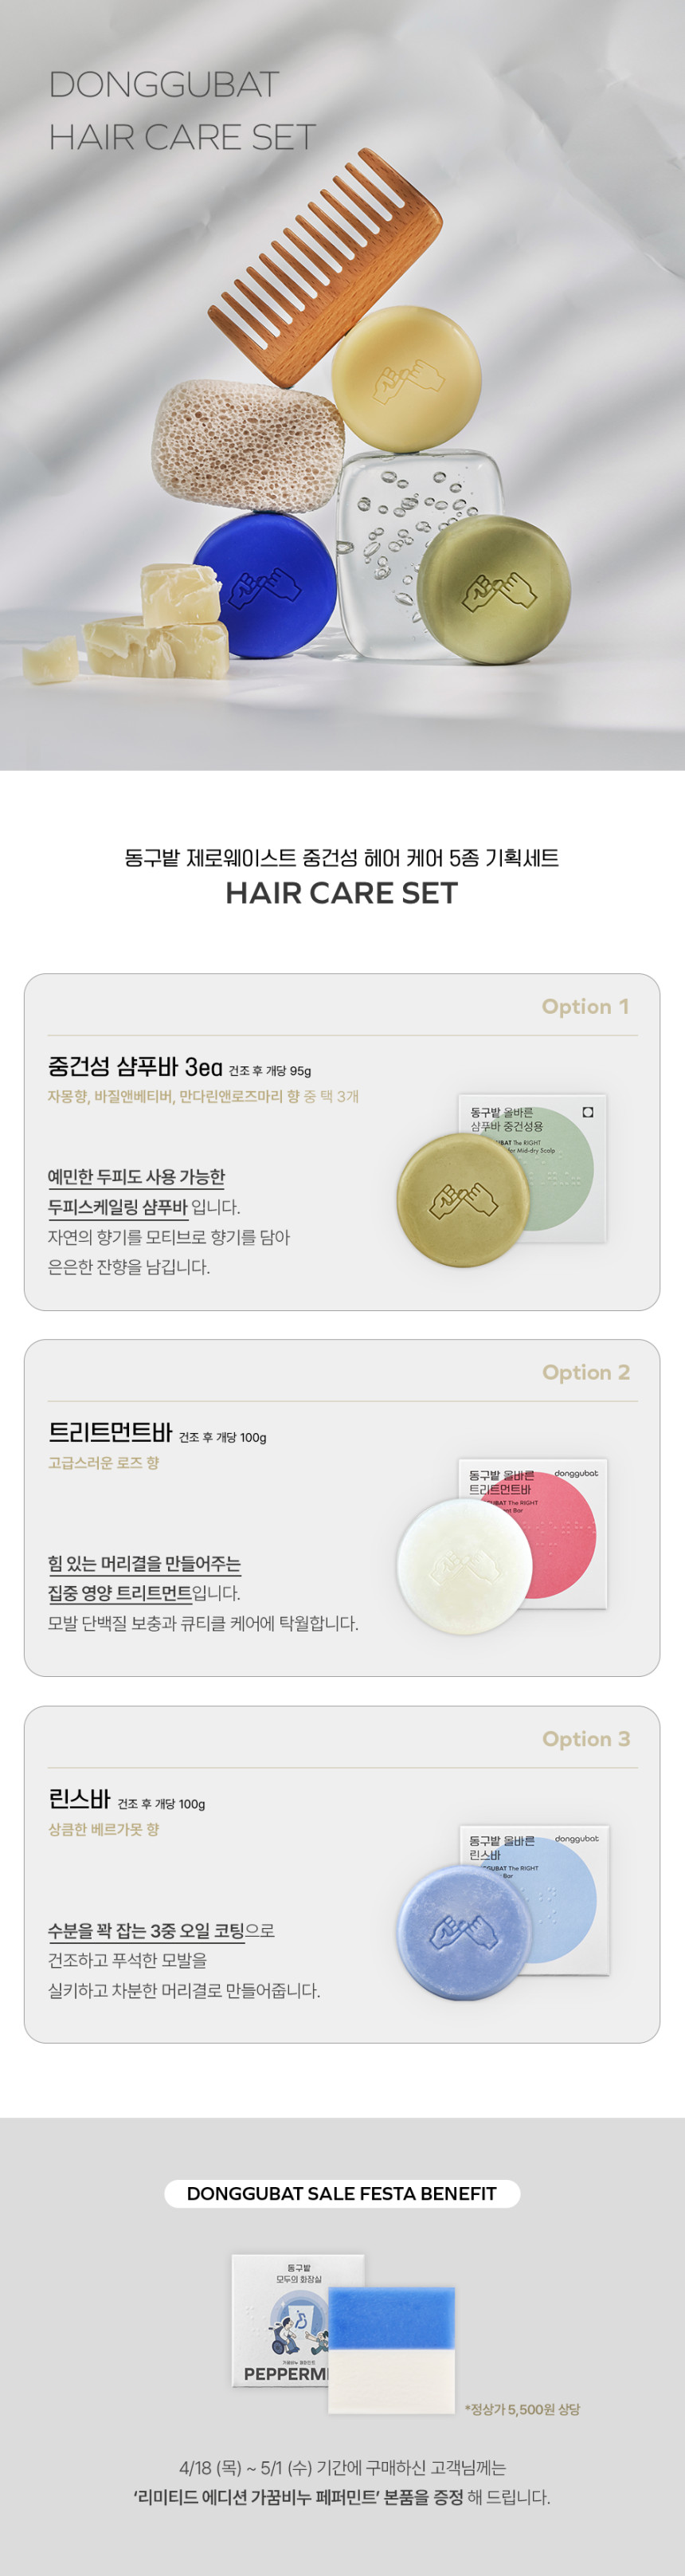 DONGGUBAT
HAIR CARE SET
동구밭 제로웨이스트 중건성 헤어 케어 5종 기획세트
HAIR CARE SET
Option 1
중건성 샴푸바 3ea 건조 후 개당 95g
자몽향, 바질앤베티버, 만다린앤로즈마리 향 중 택 3개
예민한 두피도 사용 가능한
두피스케일링 샴푸바 입니다.
자연의 향기를 모티브로 향기를 담아
은은한 잔향을 남깁니다.
동구밭 올바른
샴푸바 중건성용
BAT The RIGHT
for Mid-dry Scalp
Option 2
트리트먼트바 건조 후 개당 100g
고급스러운 로즈 향
힘 있는 머리결을 만들어주는
집중 영양 트리트먼트입니다.
모발 단백질 보충과 큐티클 케어에 탁월합니다.
동구밭 올바른 donggubat
트리트먼트바
UBAT The RIGHT
nt Bar
Option 3
린스바 건조 후 개당 100g
상큼한 베르가못 향
수분을 꽉 잡는 3중 오일 코팅으로
건조하고 푸석한 모발을
실키하고 차분한 머리결로 만들어줍니다.
동구밭 올바른 donggubat
린스바
GUBAT The RIGHT
Bar
DONGGUBAT SALE FESTA BENEFIT
동구밭
모두의 화장실
가꿈비누 페퍼민트
PEPPERMI
*정상가 5,500원 상당
4/18 (목) ~ 5/1 (수) 기간에 구매하신 고객님께는
‘리미티드 에디션 가꿈비누 페퍼민트’ 본품을 증정 해 드립니다.